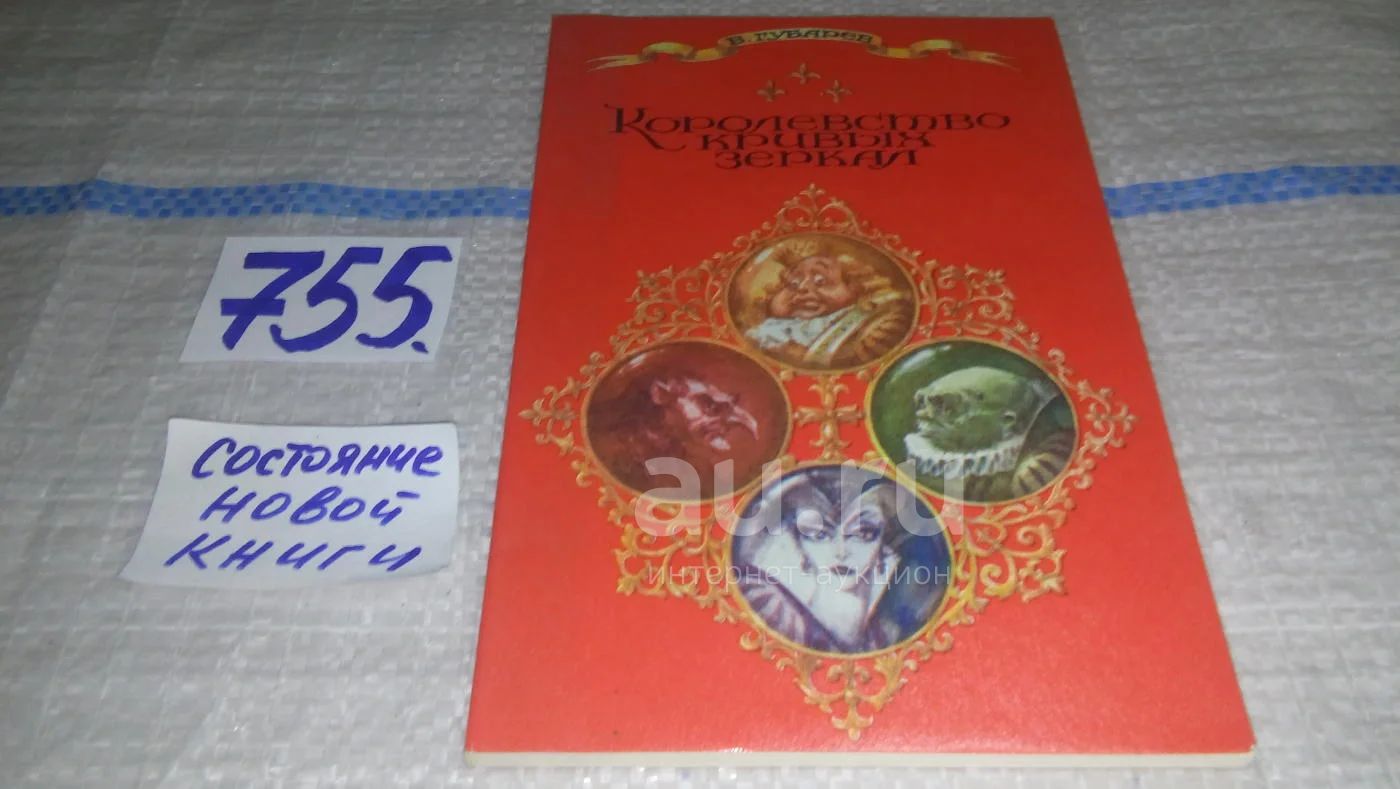 В. ГУБАРЕВ
Королевство
кривых
зеркал
755.
состояние
новой
книги
au.ru
интернет-аукцион